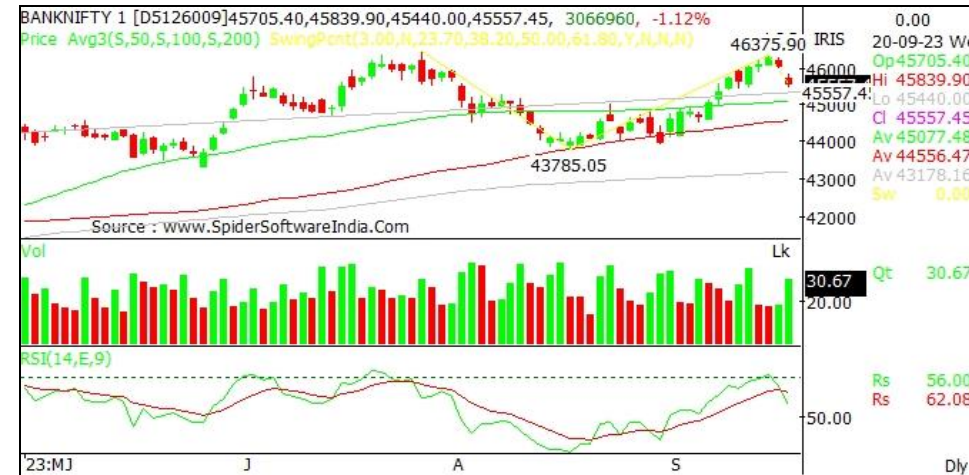 BANKNIFTY 1 [D5126009]45705.40,45839.90,45440.00,45557.45, 3066960, -1.12%
Price Avg3(S,50,S,100,S,200) SwingPcnt(3.00,N,23.70,38.20,50.00,61.80,Y,N,N,N)
46375.90
IRIS
46000
45557.45
45000
44000
43000
42000
43785.05
Source : www.SpiderSoftwareIndia.Com
0.00
20-09-23 We
Op 45705.40
Hi 45839.90
Lo 45440.00
Cl 45557.45
Av 45077.48
Av 44556.47
Av 43178.16
Sw 0.00
Vol
Lk
30.67
20.00
Qt 30.67
RSI(14,E,9)
50.00
Rs 56.00
Rs 62.08
'23:MJ J A S Dly